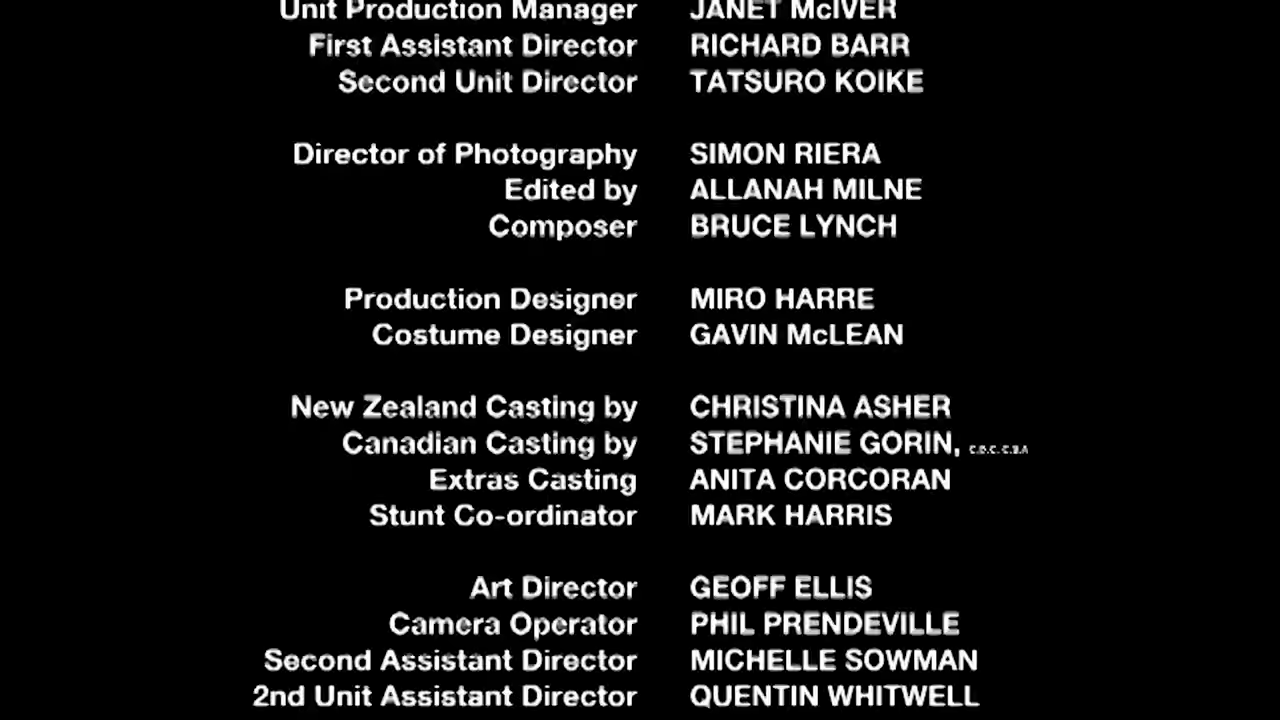 Unit Production Manager JANET McIVER
First Assistant Director RICHARD BARR
Second Unit Director TATSURO KOIKE
Director of Photography SIMON RIERA
Edited by ALLANAH MILNE
Composer BRUCE LYNCH
Production Designer MIRO HARRE
Costume Designer GAVIN McLEAN
New Zealand Casting by CHRISTINA ASHER
Canadian Casting by STEPHANIE GORIN,
Extras Casting ANITA CORCORAN
Stunt Co-ordinator MARK HARRIS
Art Director GEOFF ELLIS
Camera Operator PHIL PRENDEVILLE
Second Assistant Director MICHELLE SOWMAN
2nd Unit Assistant Director QUENTIN WHITWELL